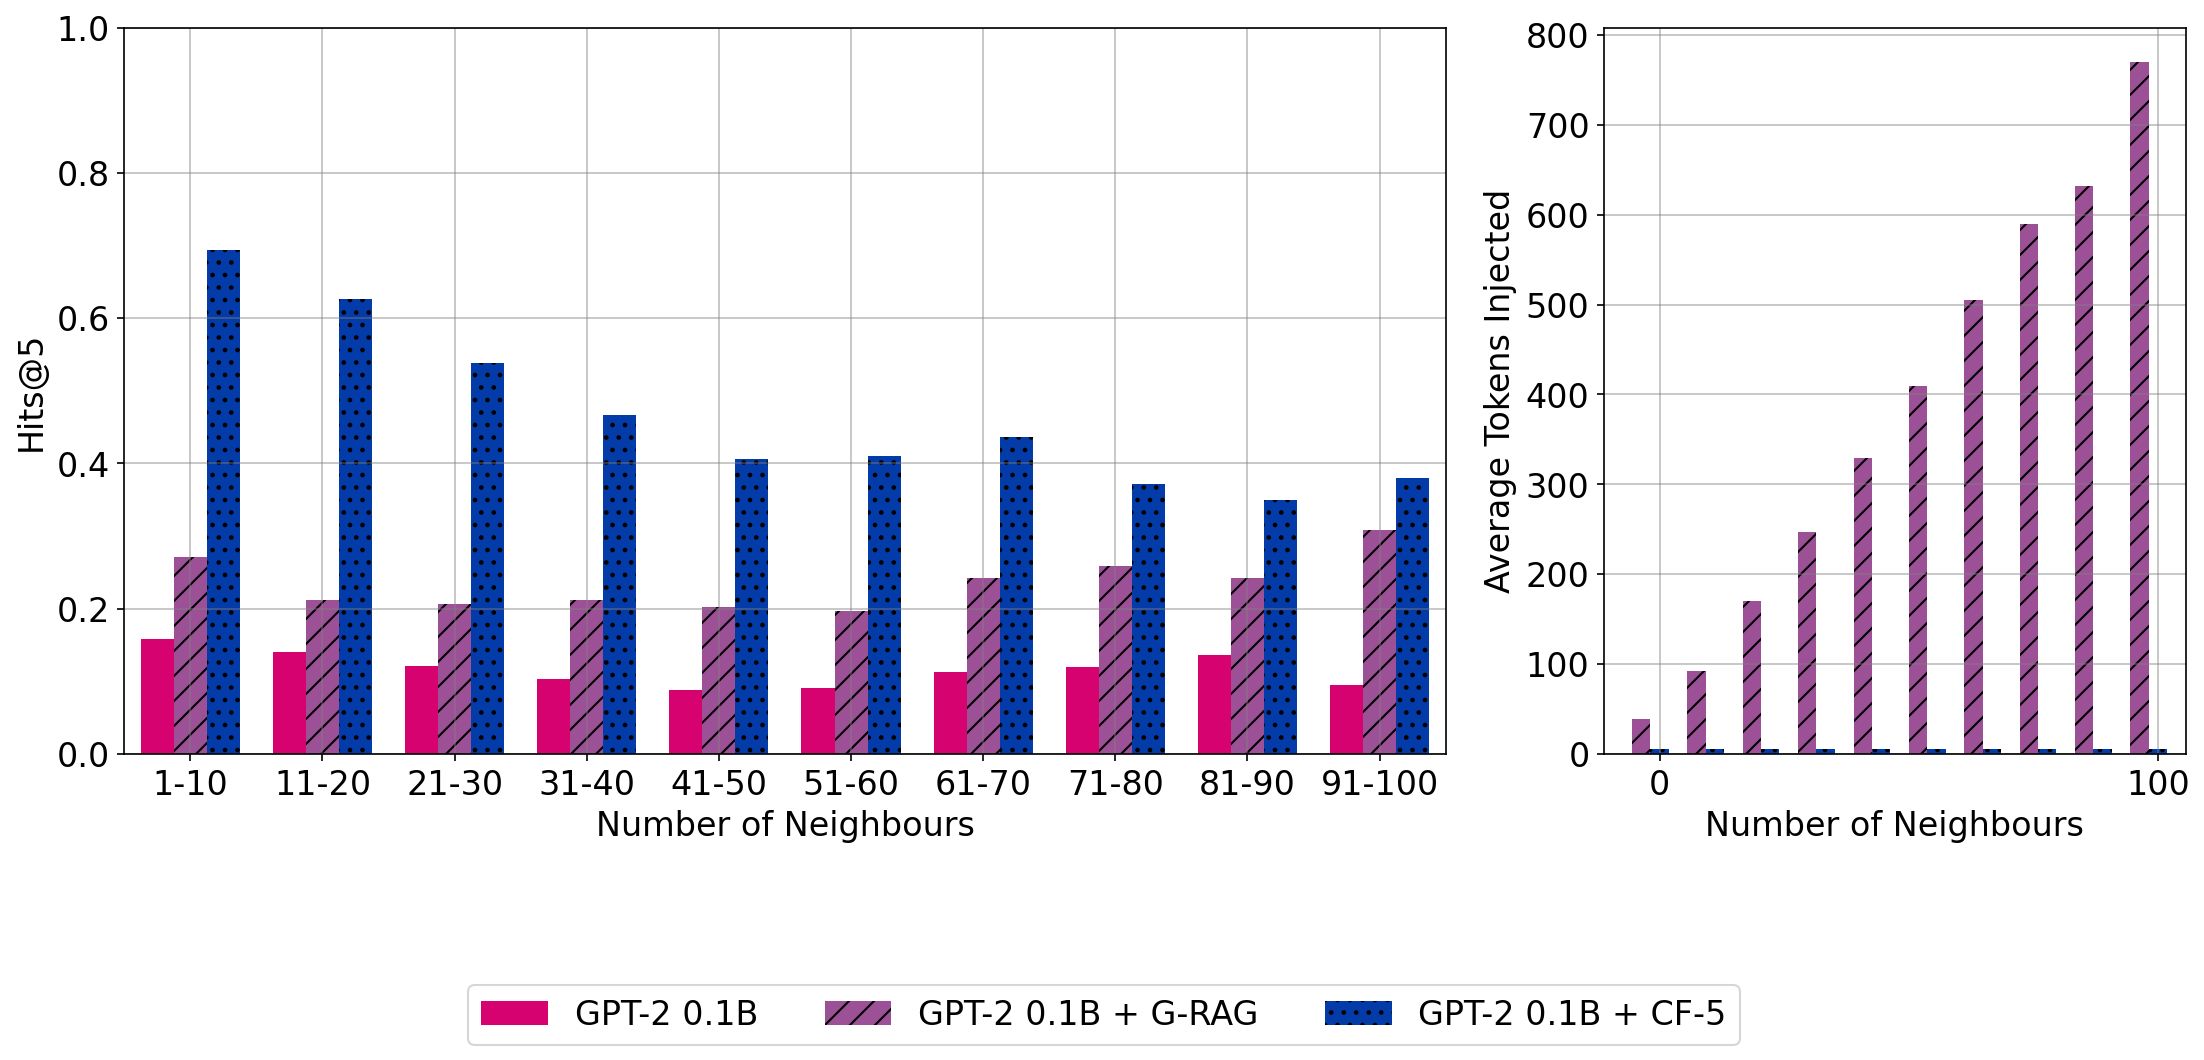 1.0
0.8
0.6
0.4
0.2
0.0
Hits@5
1-10 11-20 21-30 31-40 41-50 51-60 61-70 71-80 81-90 91-100
Number of Neighbours
800
700
600
500
400
300
200
100
0
Average Tokens Injected
0 100
Number of Neighbours
GPT-2 0.1B GPT-2 0.1B + G-RAG GPT-2 0.1B + CF-5